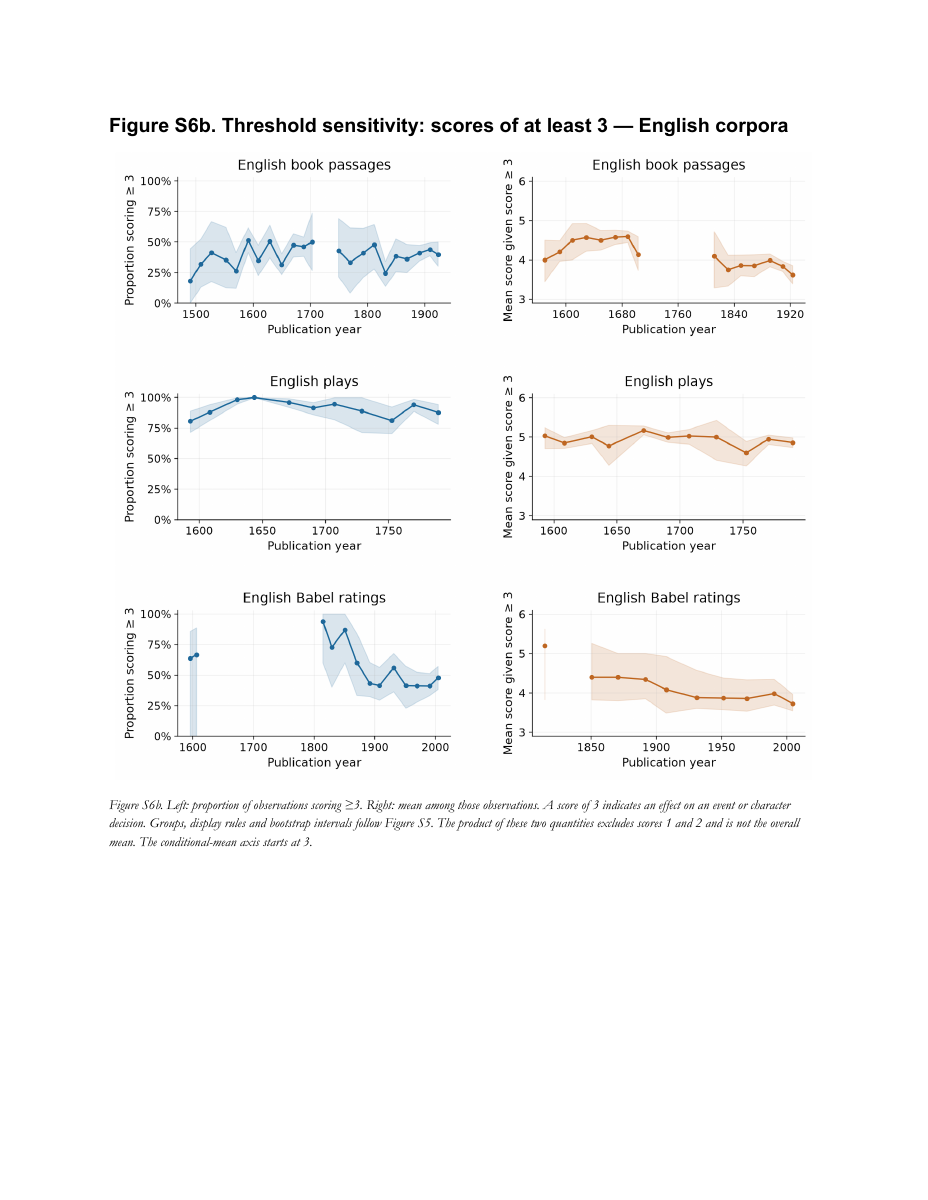 Figure S6b. Threshold sensitivity: scores of at least 3 — English corpora
English book passages
Proportion scoring ≥ 3
100%
75%
50%
25%
0%
1500 1600 1700 1800 1900
Publication year
English book passages
Mean score given score ≥ 3
6
5
4
3
1600 1680 1760 1840 1920
Publication year
English plays
Proportion scoring ≥ 3
100%
75%
50%
25%
0%
1600 1650 1700 1750
Publication year
English plays
Mean score given score ≥ 3
6
5
4
3
1600 1650 1700 1750
Publication year
English Babel ratings
Proportion scoring ≥ 3
100%
75%
50%
25%
0%
1600 1700 1800 1900 2000
Publication year
English Babel ratings
Mean score given score ≥ 3
6
5
4
3
1850 1900 1950 2000
Publication year
Figure S6b. Left: proportion of observations scoring ≥3. Right: mean among those observations. A score of 3 indicates an effect on an event or character
decision. Groups, display rules and bootstrap intervals follow Figure S5. The product of these two quantities excludes scores 1 and 2 and is not the overall
mean. The conditional-mean axis starts at 3.